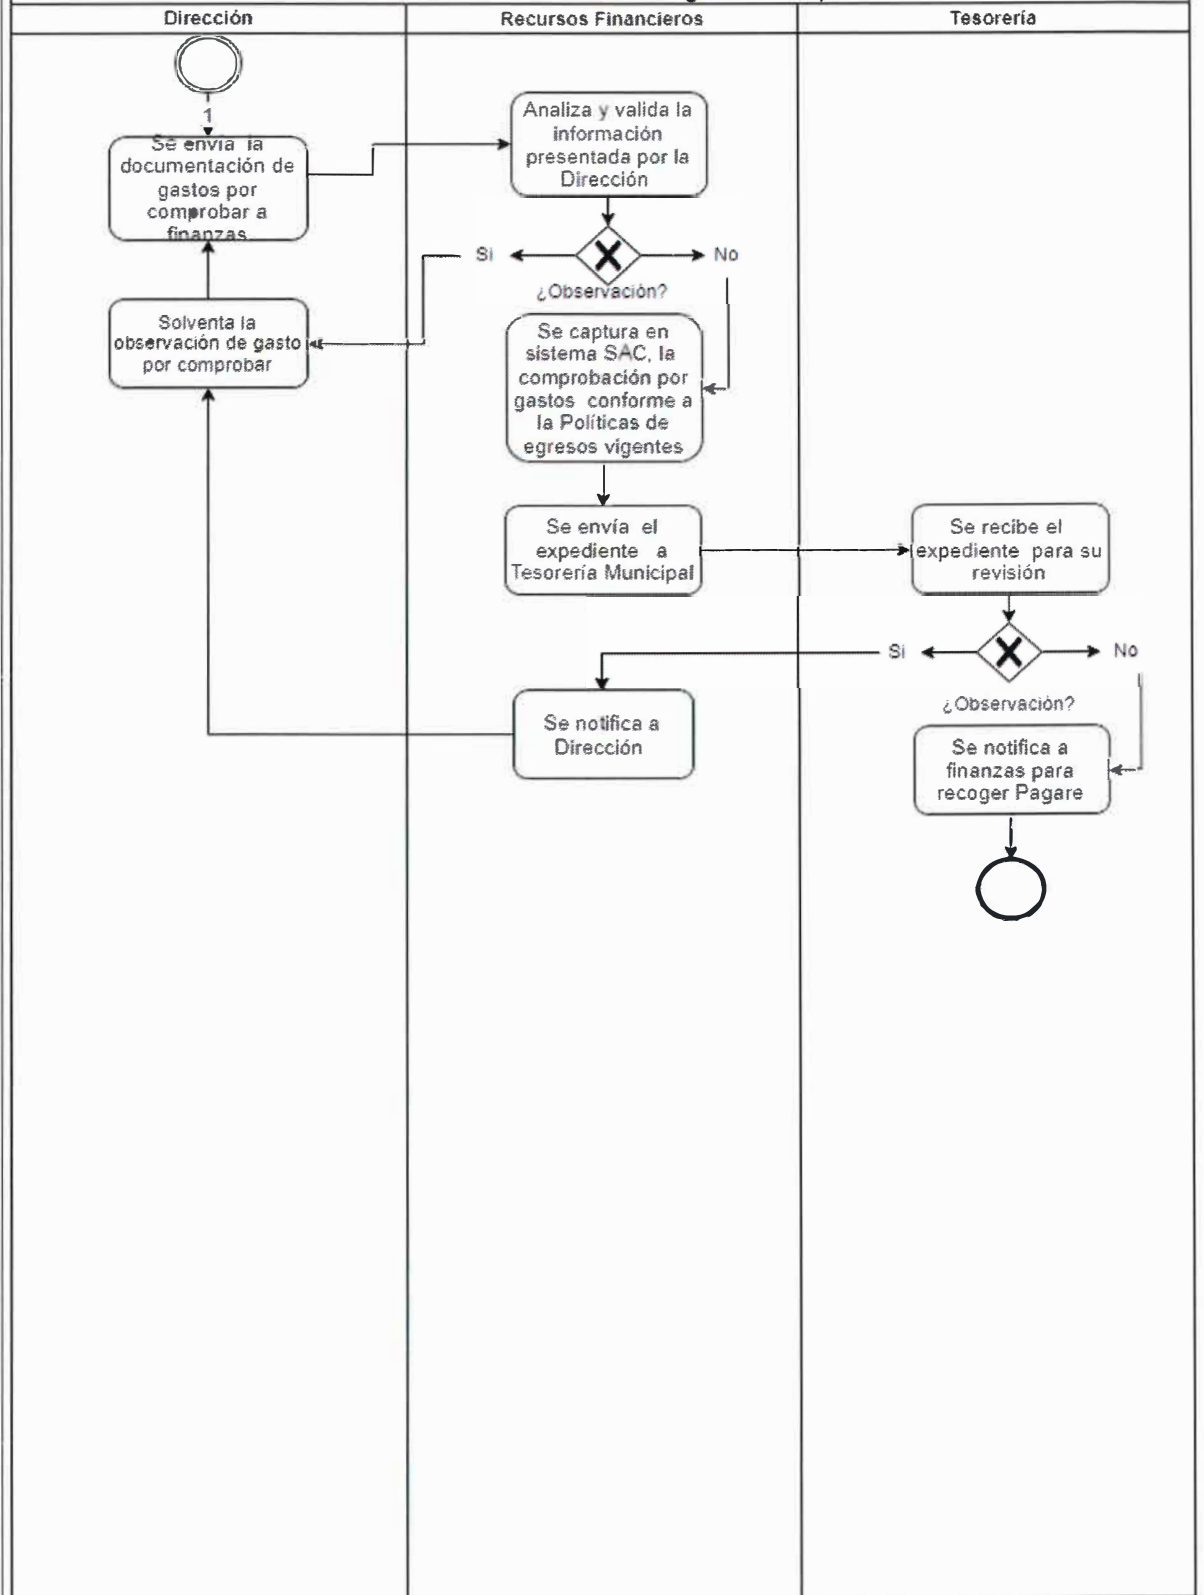 Dirección
Recursos Financieros
Tesorería
1
Se envía la
documentación de
gastos por
comprobar a
finanzas.
Analiza y valida la
información
presentada por la
Dirección
Si
No
¿Observación?
Solventa la
observación de gasto
por comprobar
Se captura en
sistema SAC, la
comprobación por
gastos conforme a
la Políticas de
egresos vigentes
Se envía el
expediente a
Tesorería Municipal
Se recibe el
expediente para su
revisión
Si
No
¿Observación?
Se notifica a
Dirección
Se notifica a
finanzas para
recoger Pagare